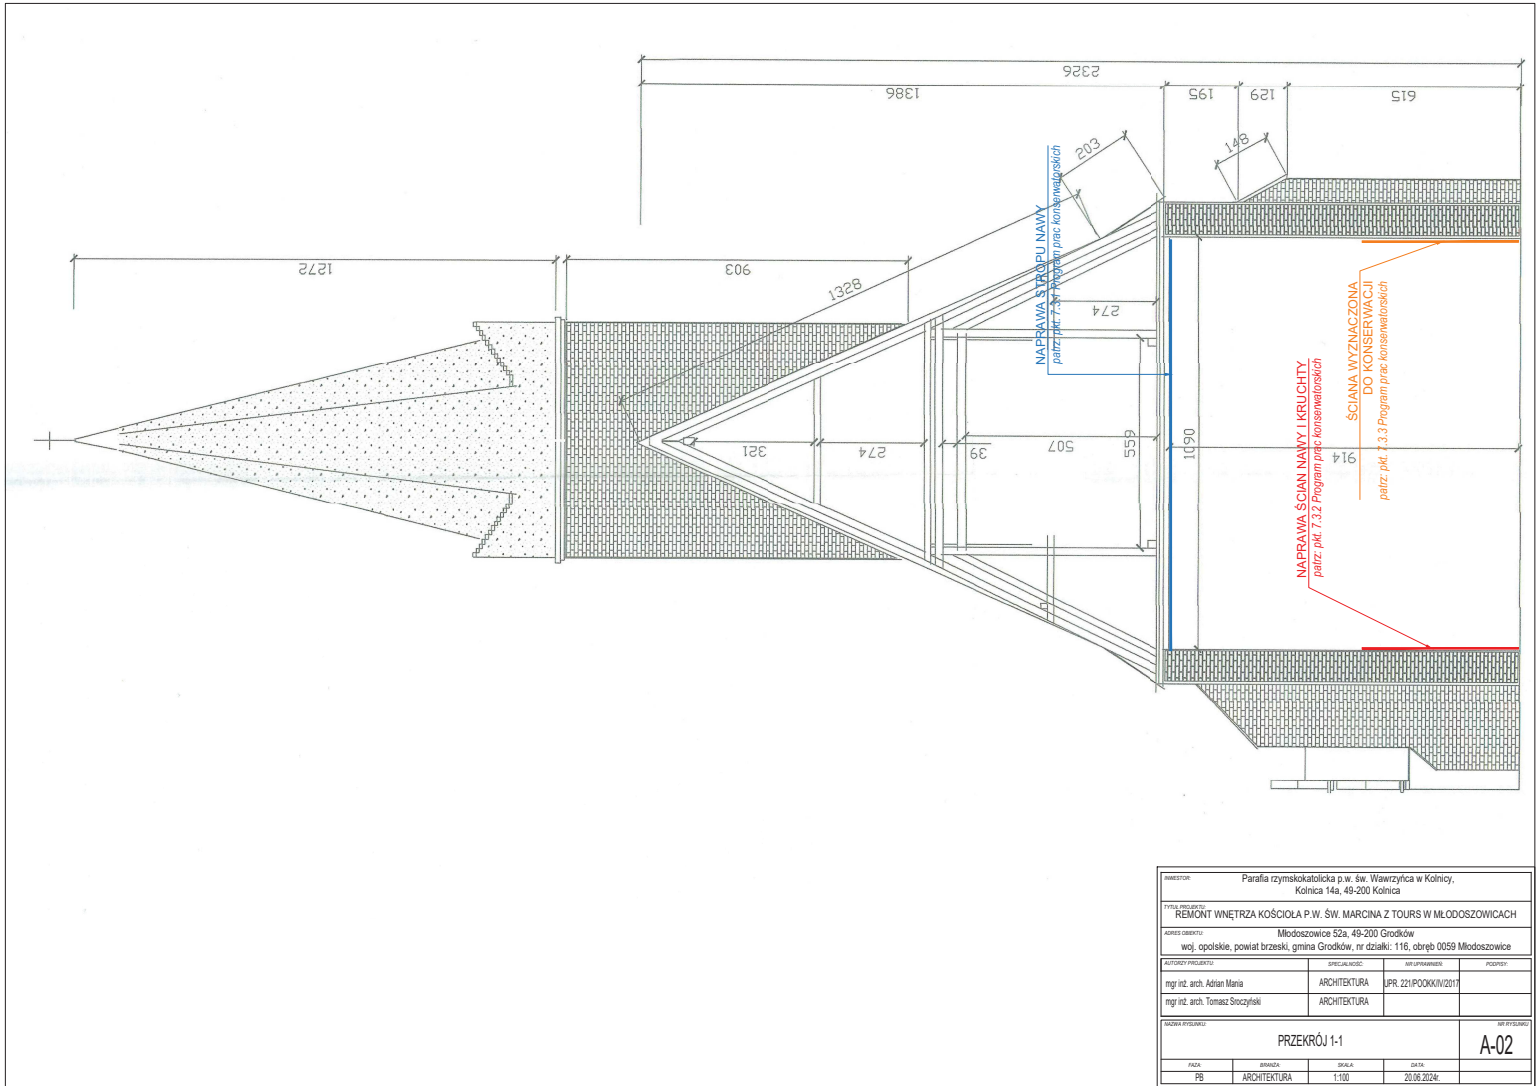 2326
1386
195
129
615
203
148
1272
903
1328
274
321
274
39
507
559
1090
914
NAPRAWA STROPU NAWY
patrz: pkt. 7.3.1 Program prac konserwatorskich
ŚCIANA WYZNACZONA
DO KONSERWACJI
patrz: pkt. 7.3.3 Program prac konserwatorskich
NAPRAWA ŚCIAN NAWY I KRUCHTY
patrz: pkt. 7.3.2 Program prac konserwatorskich
INWESTOR:
Parafia rzymskokatolicka p.w. św. Wawrzyńca w Kolnicy,
Kolnica 14a, 49-200 Kolnica
TYTUŁ PROJEKTU:
REMONT WNĘTRZA KOŚCIOŁA P.W. ŚW. MARCINA Z TOURS W MŁODOSZOWICACH
ADRES OBIEKTU:
Młodoszowice 52a, 49-200 Grodków
woj. opolskie, powiat brzeski, gmina Grodków, nr działki: 116, obręb 0059 Młodoszowice
AUTORZY PROJEKTU: SPECJALNOŚĆ: NR UPRAWNIEŃ: PODPISY:
mgr inż. arch. Adrian Mania ARCHITEKTURA UPR. 221/POOKK/IV/2017
mgr inż. arch. Tomasz Sroczyński ARCHITEKTURA
NAZWA RYSUNKU: NR RYSUNKU:
PRZEKRÓJ 1-1 A-02
FAZA: BRANŻA: SKALA: DATA:
PB ARCHITEKTURA 1:100 20.06.2024r.